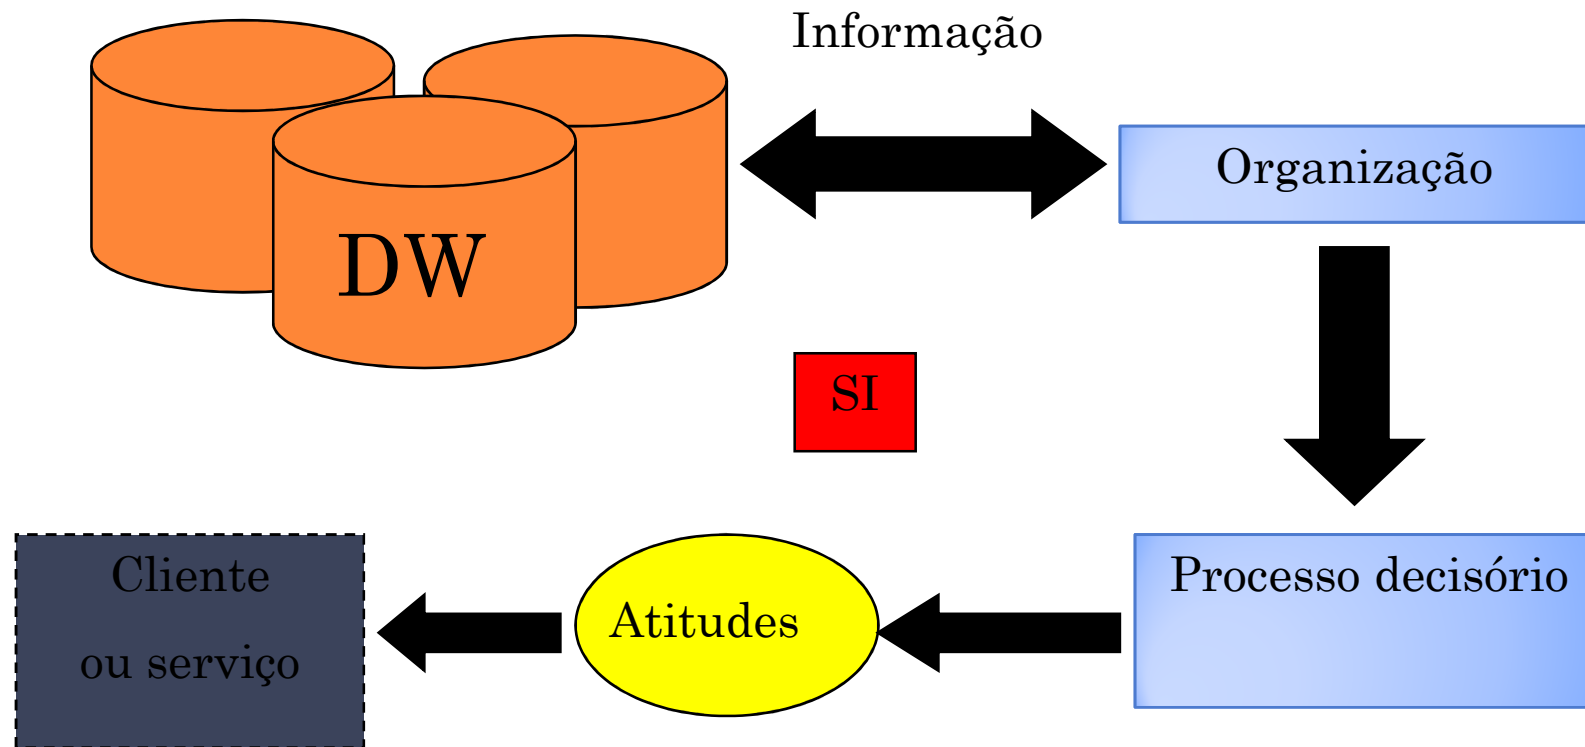 Informação
Organização
DW
SI
Cliente
ou serviço
Atitudes
Processo decisório